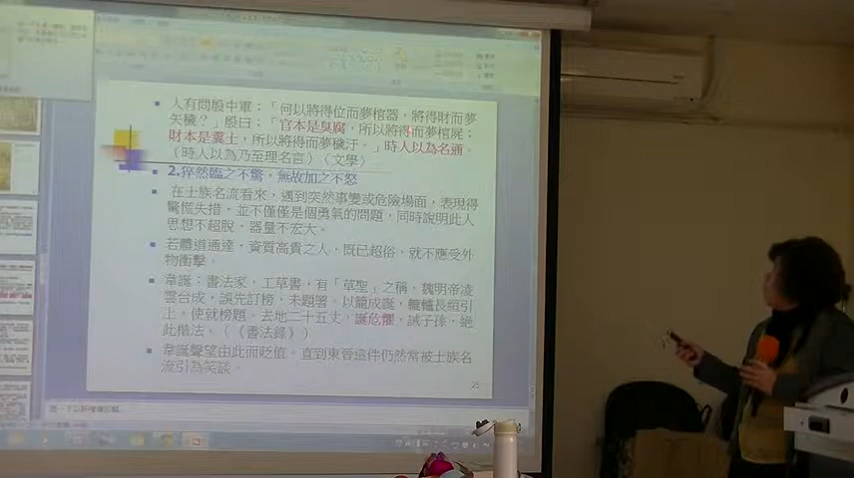 人有問殷中軍：「何以將得位而夢棺器，將得財而夢
矢穢？」殷曰：「官本是臭腐，所以將得而夢棺屍；
財本是糞土，所以將得而夢穢汙。」時人以為名通。
（時人以為乃至理名言）（文學）
2.猝然臨之不驚，無故加之不怒
在士族名流看來，遇到突然事變或危險場面，表現得
驚慌失措，並不僅僅是個勇氣的問題，同時說明此人
思想不超脫，器量不宏大。
若體道通達，資質高貴之人，既已超俗，就不應受外
物衝擊。
韋誕：書法家，工草書，有「草聖」之稱。魏明帝凌
雲台成，誤先訂榜，未題署。以籠成誕，轆轤長絙引
上，使就榜題。去地二十五丈，誕危懼，誡子孫，絕
此楷法。（《書法錄》）
韋誕聲望由此而貶值。直到東晉這件仍然常被士族名
流引為笑談。
25